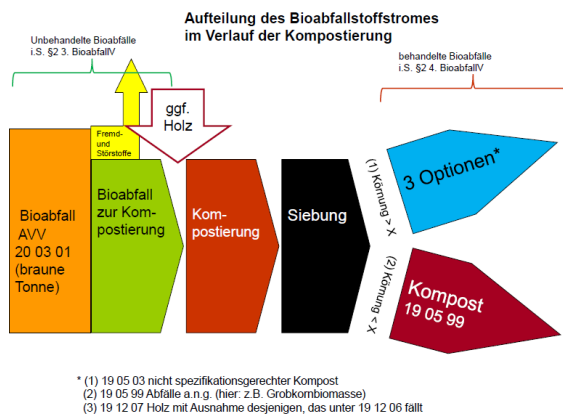 Aufteilung des Bioabfallstoffstromes
im Verlauf der Kompostierung
Unbehandelte Bioabfälle
i.S. §2 3. BioabfallV
behandelte Bioabfälle
i.S. §2 4. BioabfallV
ggf.
Holz
Fremd-
und
Störstoffe
Bioabfall
AVV
20 03 01
(braune
Tonne)
Bioabfall
zur Kom-
postierung
Kom-
postierung
Siebung
(1) Körnung > X
3 Optionen*
(2) Körnung < X
Kompost
19 05 99
* (1) 19 05 03 nicht spezifikationsgerechter Kompost
(2) 19 05 99 Abfälle a.n.g. (hier: z.B. Grobkombiomasse)
(3) 19 12 07 Holz mit Ausnahme desjenigen, das unter 19 12 06 fällt